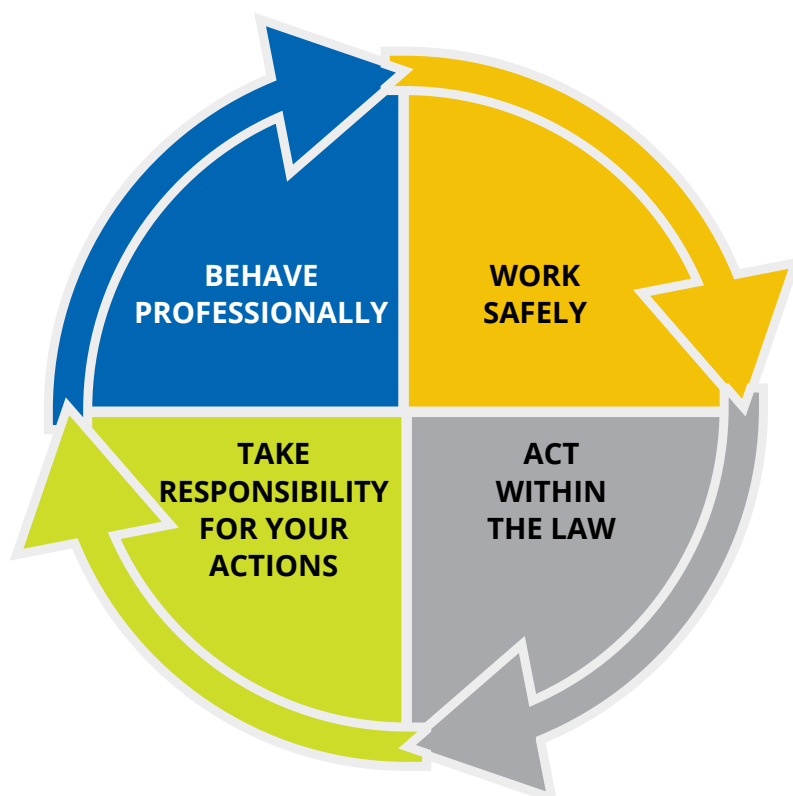 BEHAVE
PROFESSIONALLY
WORK
SAFELY
TAKE
RESPONSIBILITY
FOR YOUR
ACTIONS
ACT
WITHIN
THE LAW